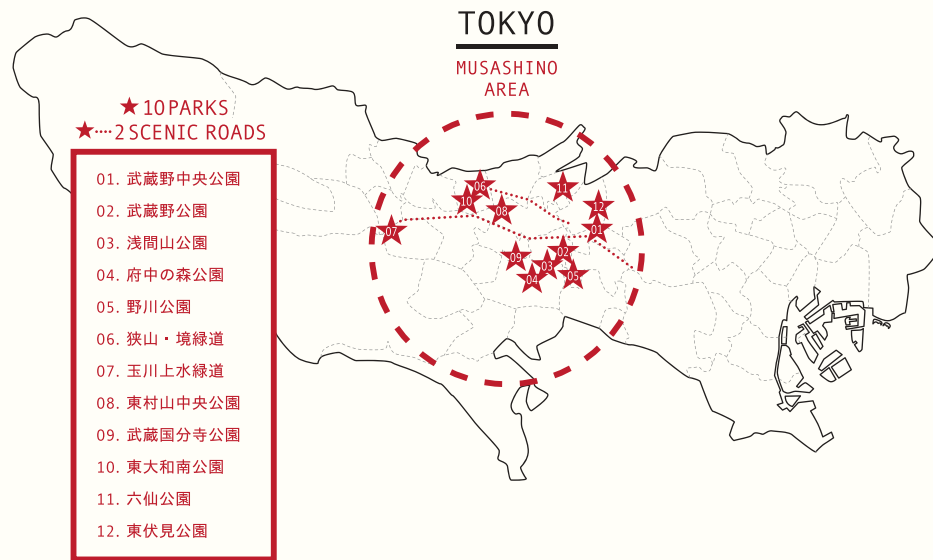 TOKYO
MUSASHINO
AREA
★10 PARKS
★····2 SCENIC ROADS
01. 武蔵野中央公園
02. 武蔵野公園
03. 浅間山公園
04. 府中の森公園
05. 野川公園
06. 狭山・境緑道
07. 玉川上水緑道
08. 東村山中央公園
09. 武蔵国分寺公園
10. 東大和南公園
11. 六仙公園
12. 東伏見公園
06
11
10
08
12
07
01
02
09
03
04
05